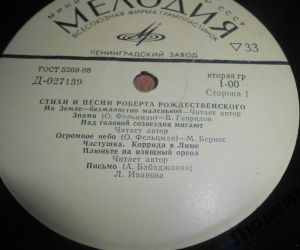 МЕЛОДИЯ
ВСЕСОЮЗНАЯ ФИРМА ГРАМПЛАСТИНОК
ЛЕНИНГРАДСКИЙ ЗАВОД
▽33
ГОСТ 5289-68
Д-027139
вторая гр
1-00
Сторона 1
СТИХИ И ПЕСНИ РОБЕРТА РОЖДЕСТВЕНСКОГО
На Земле—безжалостно маленькой—Читает автор
Знамя (О. Фельцман)—В. Гаврилов
Над головой созвездия мигают
Читает автор
Огромное небо (О. Фельцман)—М. Бернес
Частушка. Коррида в Лиме
Плюньте на изящный ореол
Читает автор
Письмо (А. Бабаджанян)
Л. Иванова